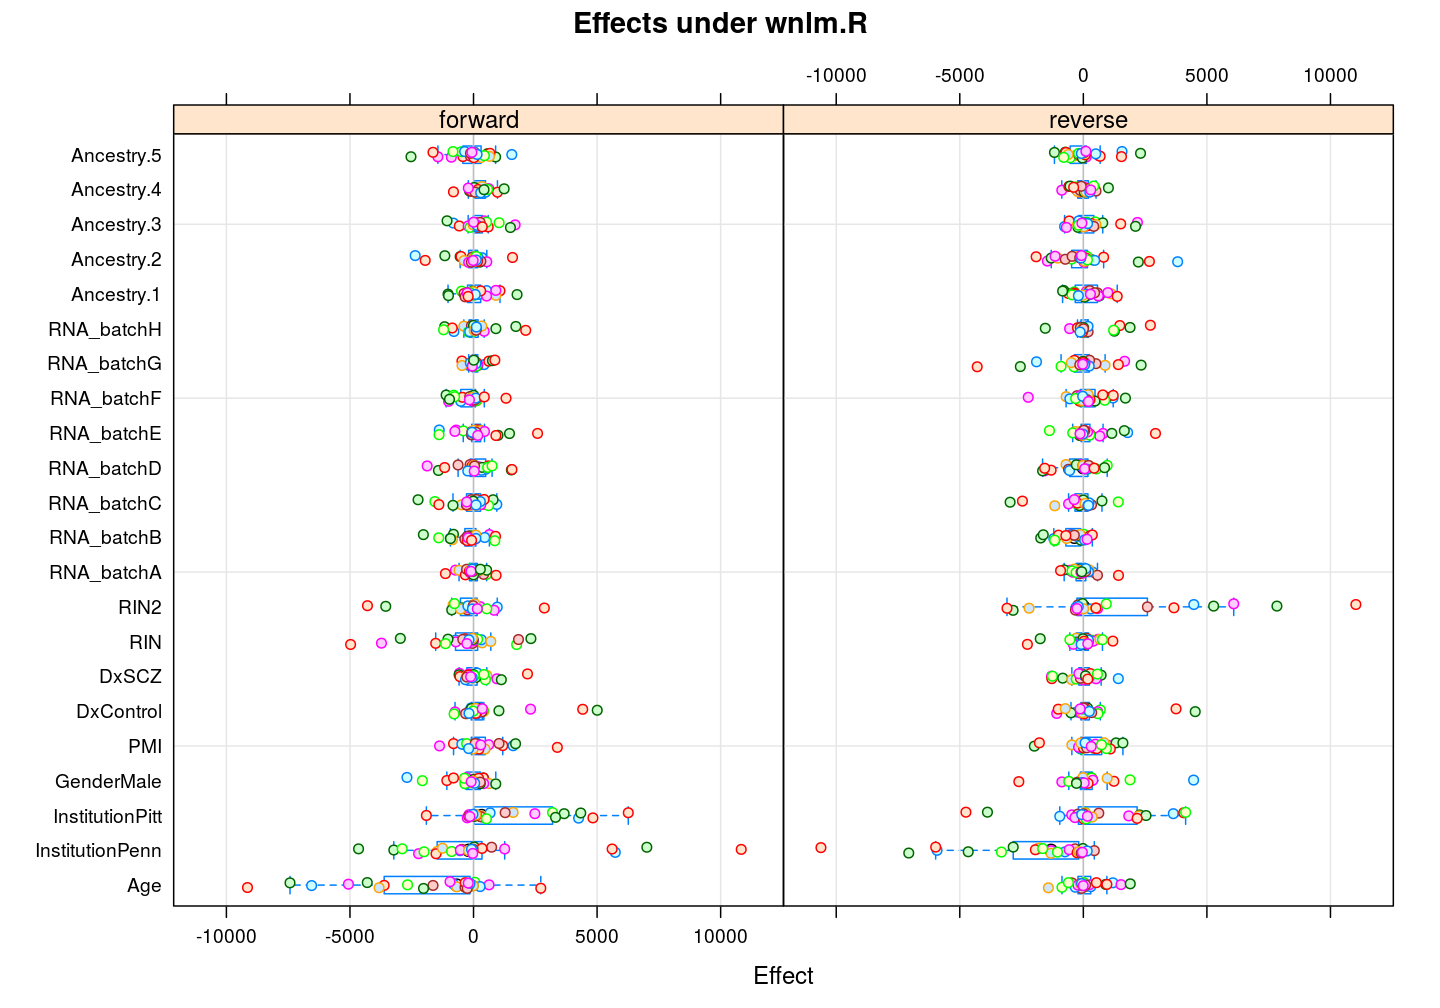 Effects under wnlm.R
-10000 -5000 0 5000 10000
forward reverse
Ancestry.5
Ancestry.4
Ancestry.3
Ancestry.2
Ancestry.1
RNA_batchH
RNA_batchG
RNA_batchF
RNA_batchE
RNA_batchD
RNA_batchC
RNA_batchB
RNA_batchA
RIN2
RIN
DxSCZ
DxControl
PMI
GenderMale
InstitutionPitt
InstitutionPenn
Age
-10000 -5000 0 5000 10000
Effect